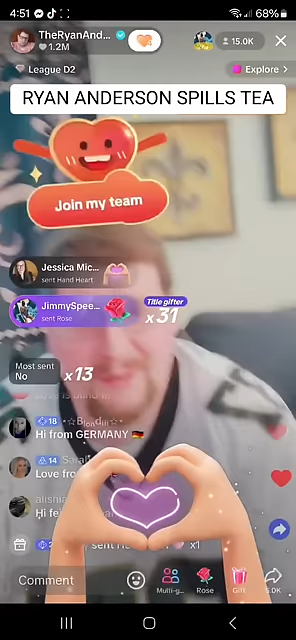 4:51
68%
TheRyanAnd...
1.2M
15.0K
League D2
Explore >
RYAN ANDERSON SPILLS TEA
Join my team
Jessica Mic...
sent Hand Heart
JimmySpee...
sent Rose
Title gifter
x31
Most sent
No
x13
18
Hi from GERMANY
14 Sara
Love fro
alisha
Hi fe
sent H
x1
Comment
Multi-g...
Rose
Gift
5.0K